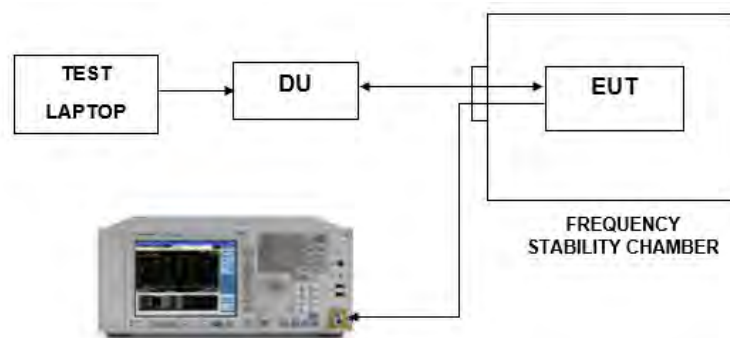 TEST
LAPTOP
DU
EUT
FREQUENCY
STABILITY CHAMBER